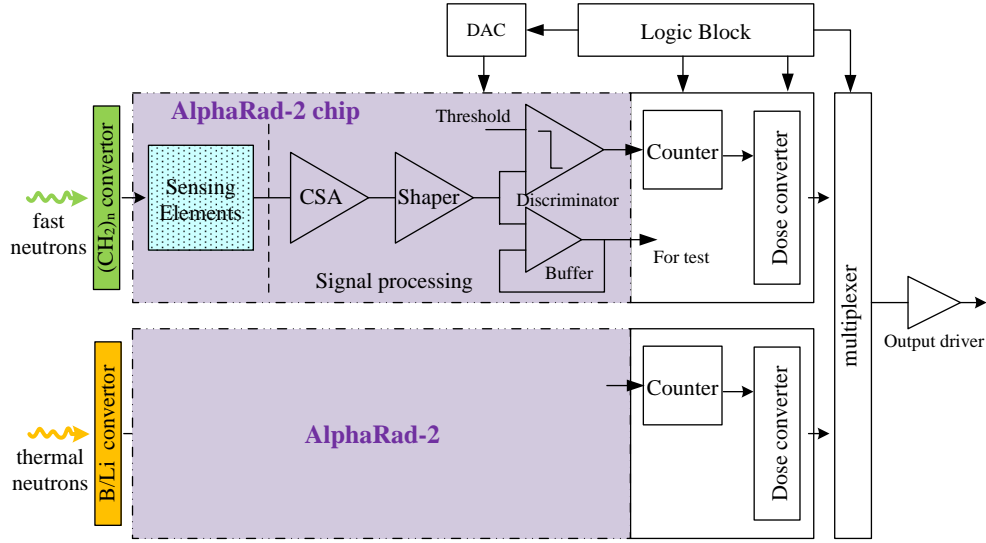 DAC
Logic Block
AlphaRad-2 chip
Threshold
(CH2)n convertor
Sensing
Elements
CSA
Shaper
Discriminator
Counter
Dose converter
fast
neutrons
Buffer
For test
Signal processing
multiplexer
Output driver
B/Li convertor
thermal
neutrons
AlphaRad-2
Counter
Dose converter